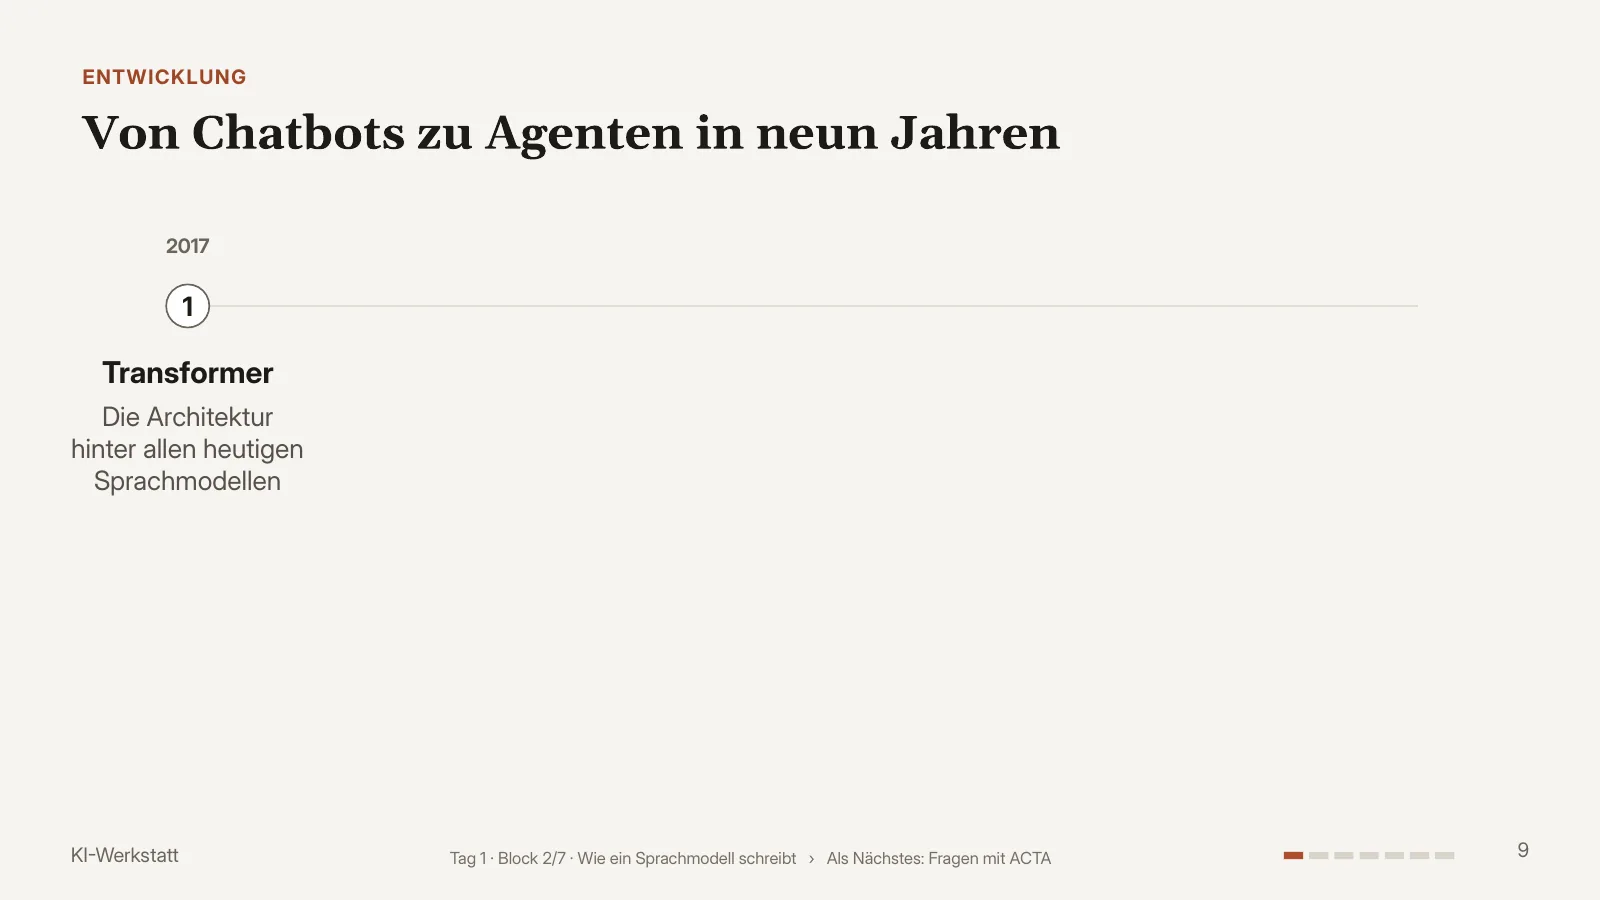 ENTWICKLUNG
Von Chatbots zu Agenten in neun Jahren
2017
1
Transformer
Die Architektur
hinter allen heutigen
Sprachmodellen
KI-Werkstatt
Tag 1 · Block 2/7 · Wie ein Sprachmodell schreibt › Als Nächstes: Fragen mit ACTA
9